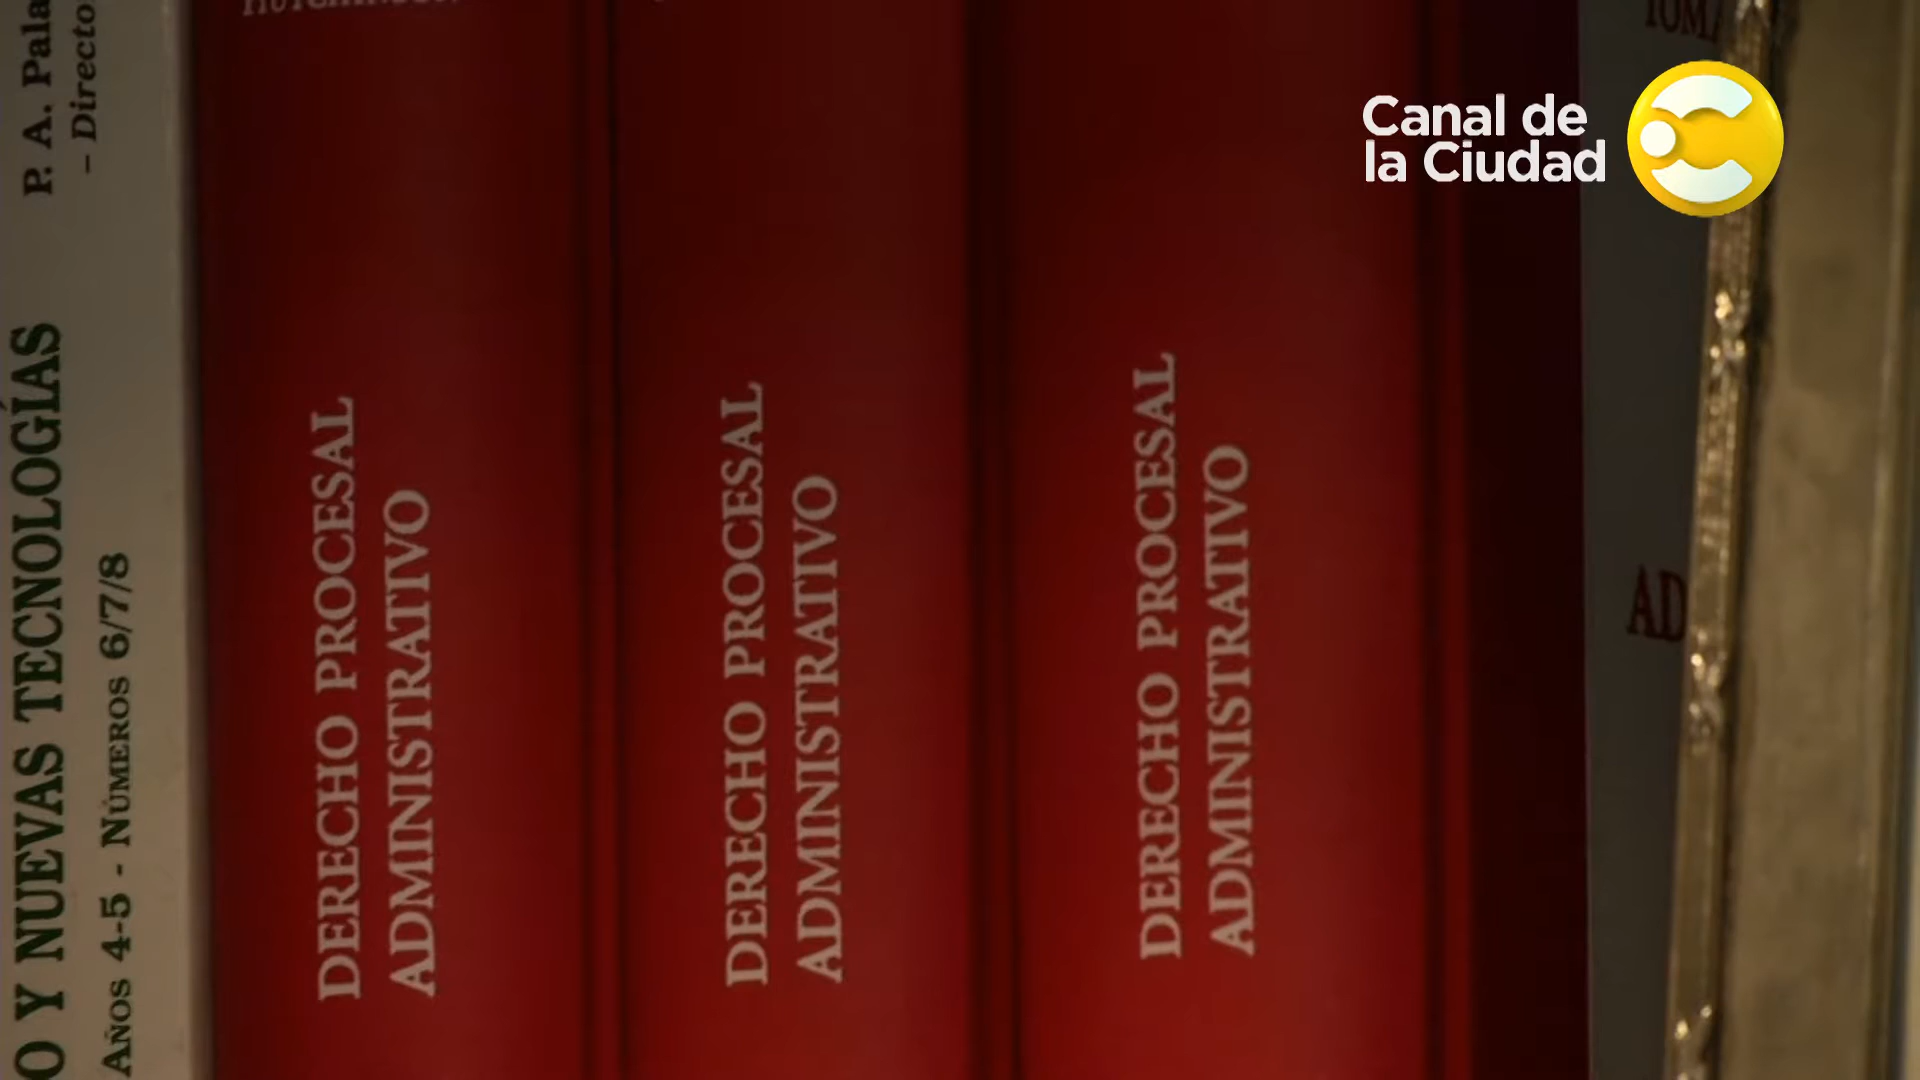 P. A. Pala
– Directo
O Y NUEVAS TECNOLOGÍAS
AÑOS 4-5 - NÚMEROS 6/7/8
DERECHO PROCESAL
ADMINISTRATIVO
DERECHO PROCESAL
ADMINISTRATIVO
DERECHO PROCESAL
ADMINISTRATIVO
Canal de
la Ciudad
TOMA
AD